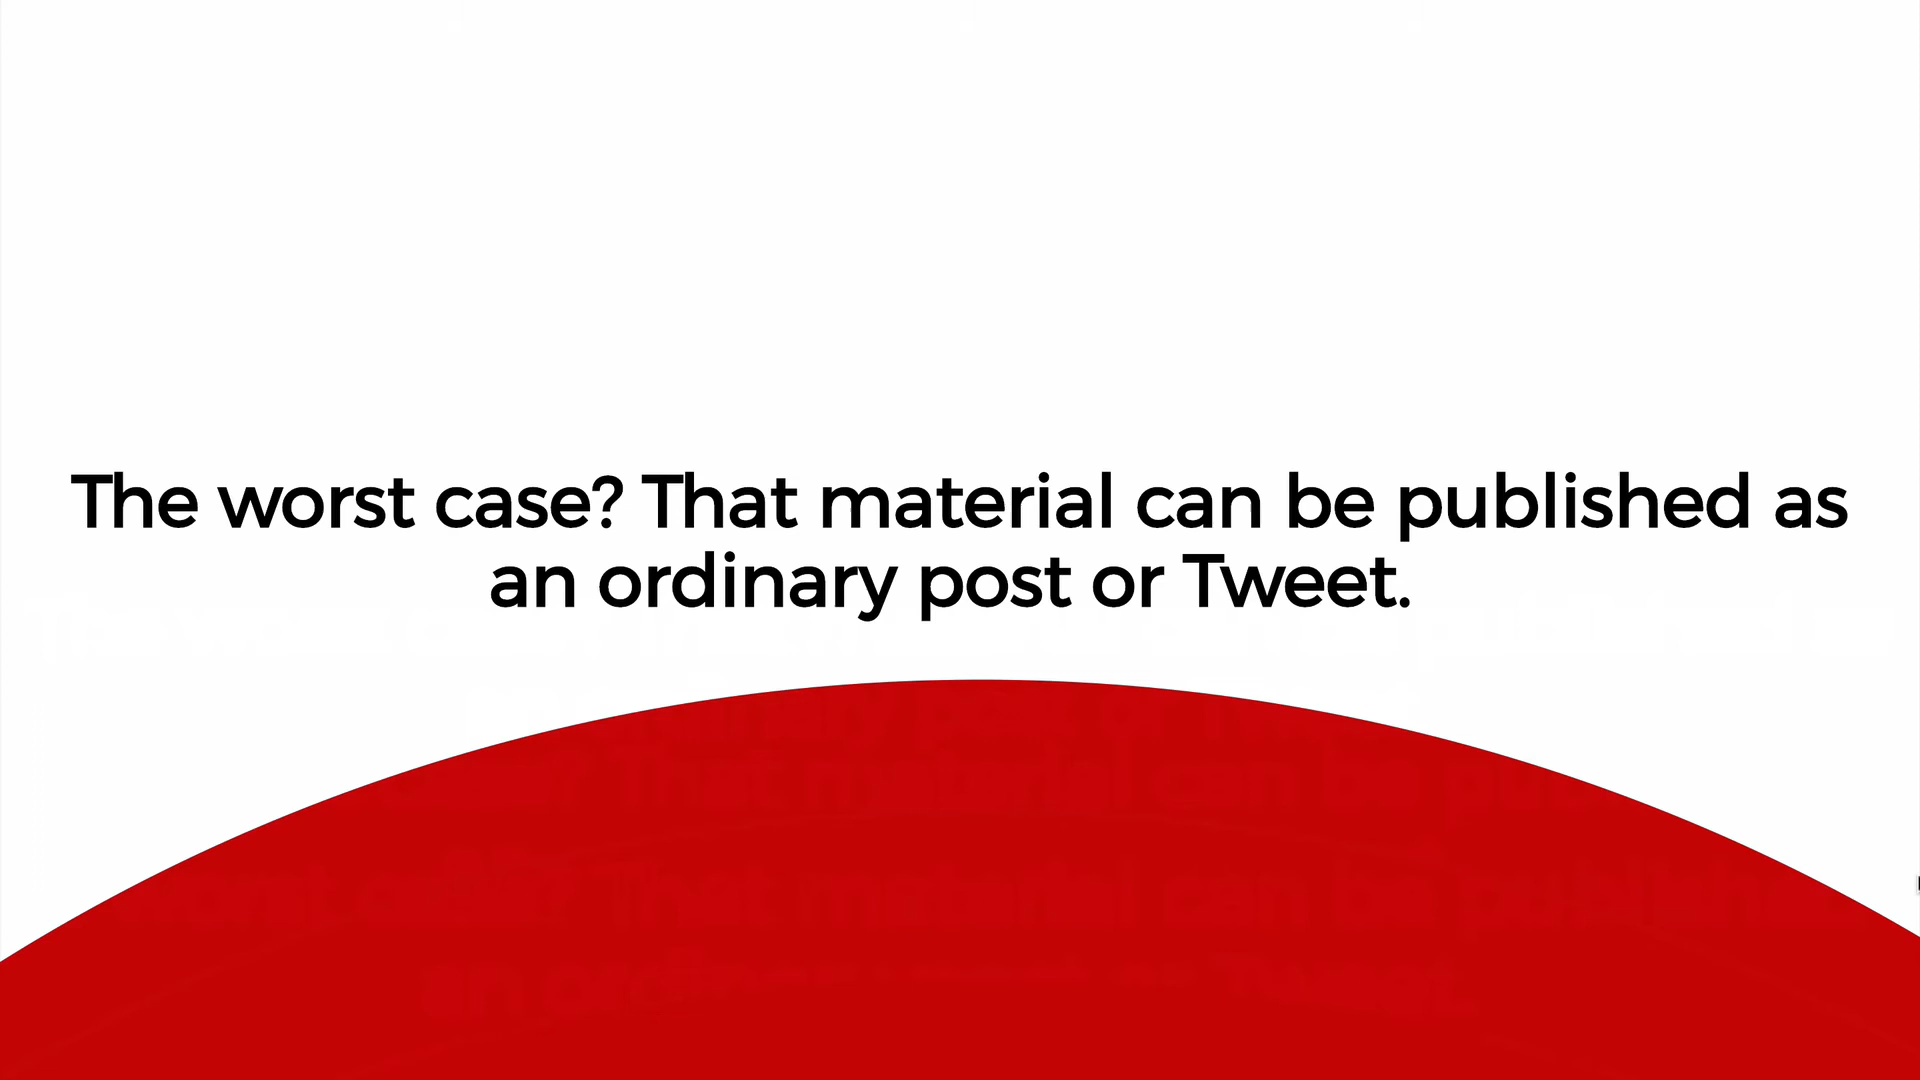 The worst case? That material can be published as
an ordinary post or Tweet.